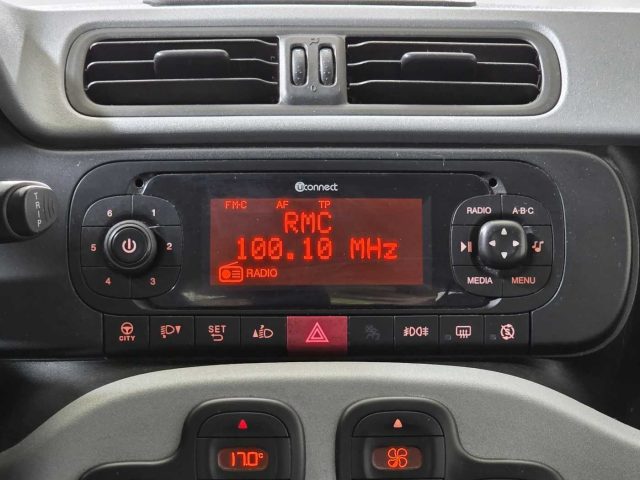 uconnect
FM-C AF TP
RMC
100.10 MHz
RADIO
6 1
5 2
4 3
RADIO A·B·C
MEDIA MENU
TRIP
CITY
SET
17.0